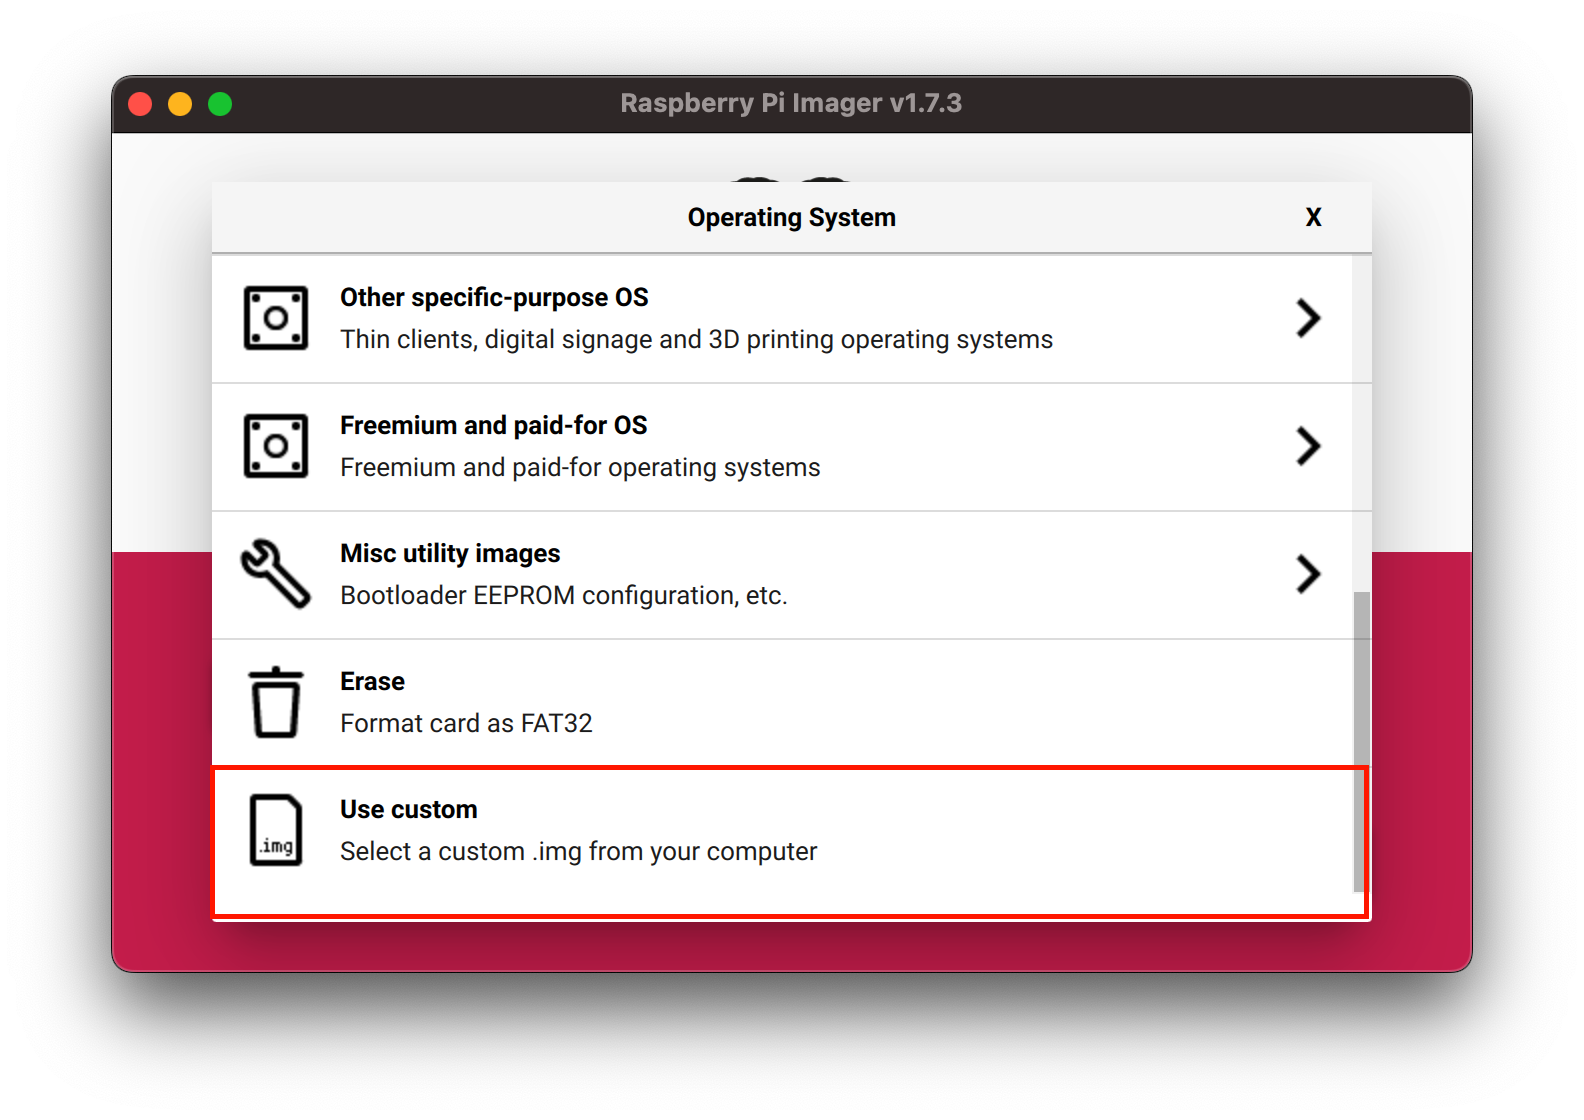 Raspberry Pi Imager v1.7.3
Operating System
X
Other specific-purpose OS
Thin clients, digital signage and 3D printing operating systems
Freemium and paid-for OS
Freemium and paid-for operating systems
Misc utility images
Bootloader EEPROM configuration, etc.
Erase
Format card as FAT32
.img
Use custom
Select a custom .img from your computer